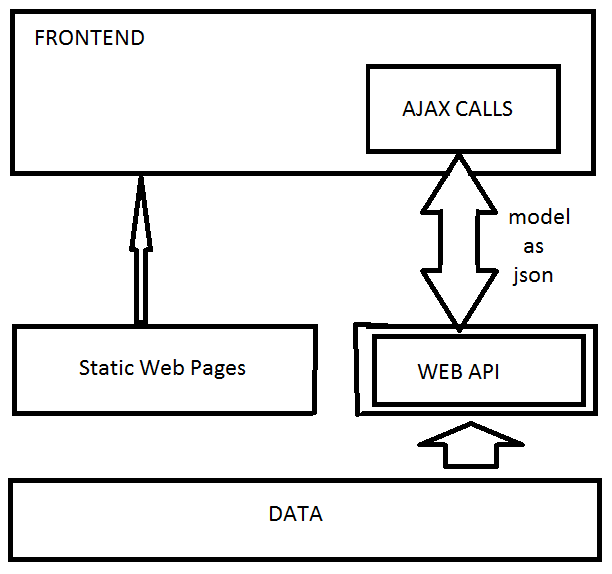 FRONTEND
AJAX CALLS
model
as
json
Static Web Pages
WEB API
DATA